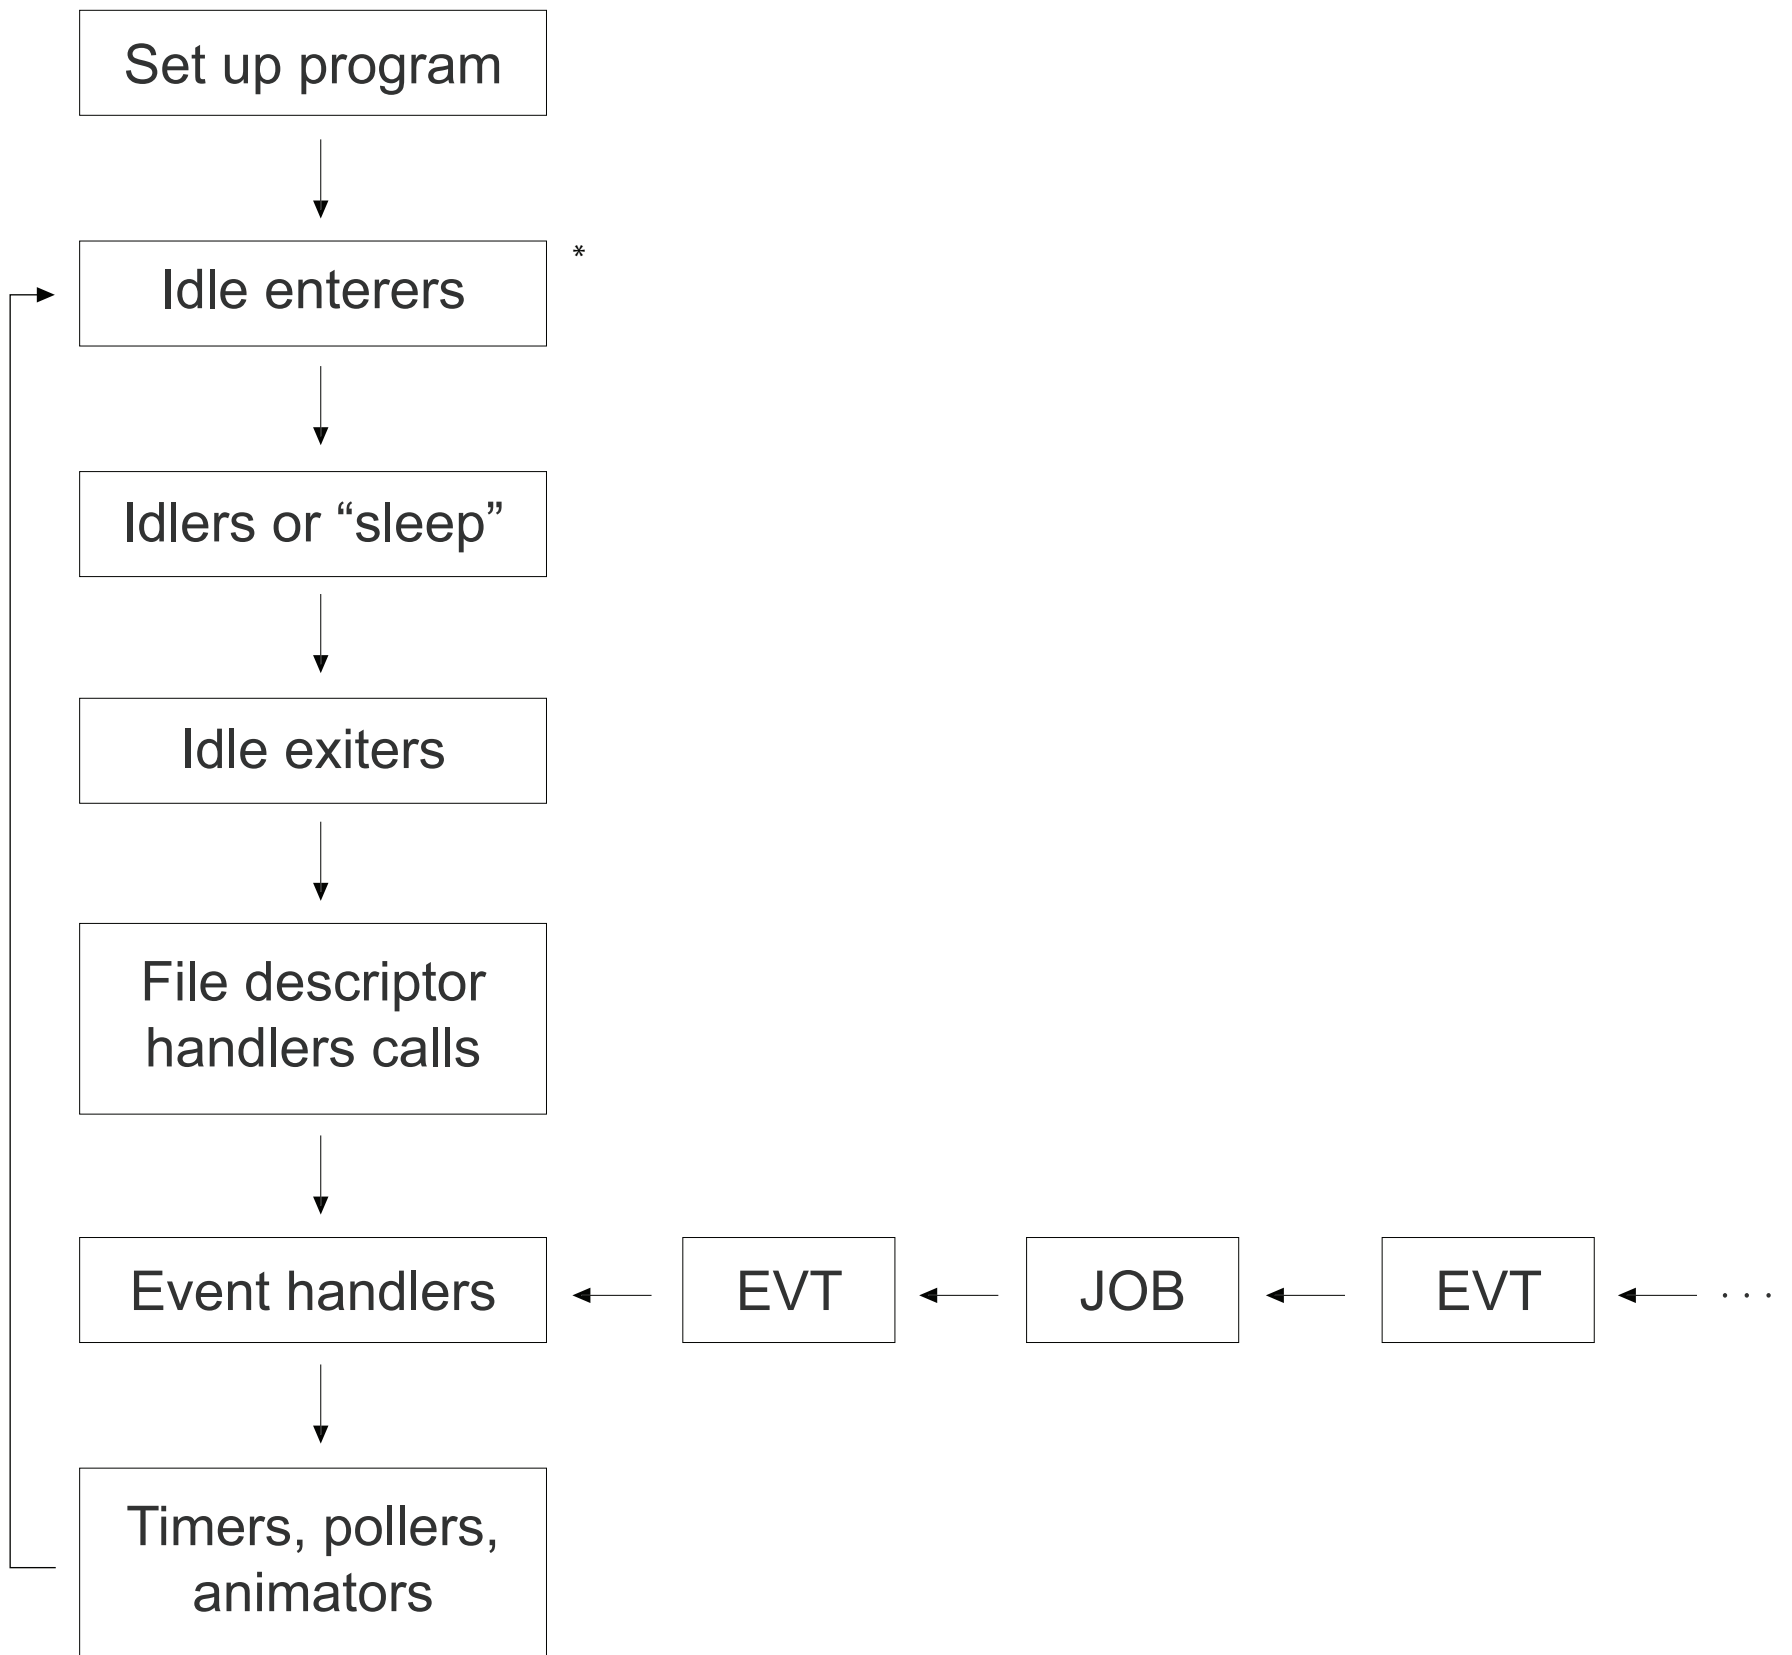 Set up program
Idle enterers
*
Idlers or “sleep”
Idle exiters
File descriptor
handlers calls
Event handlers
EVT
JOB
EVT
. . .
Timers, pollers,
animators